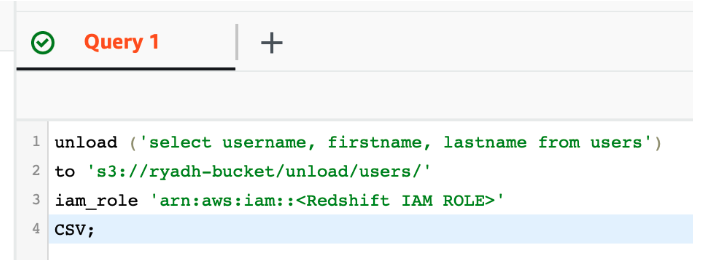 Query 1
1 unload ('select username, firstname, lastname from users')
2 to 's3://ryadh-bucket/unload/users/'
3 iam_role 'arn:aws:iam::<Redshift IAM ROLE>'
4 CSV;